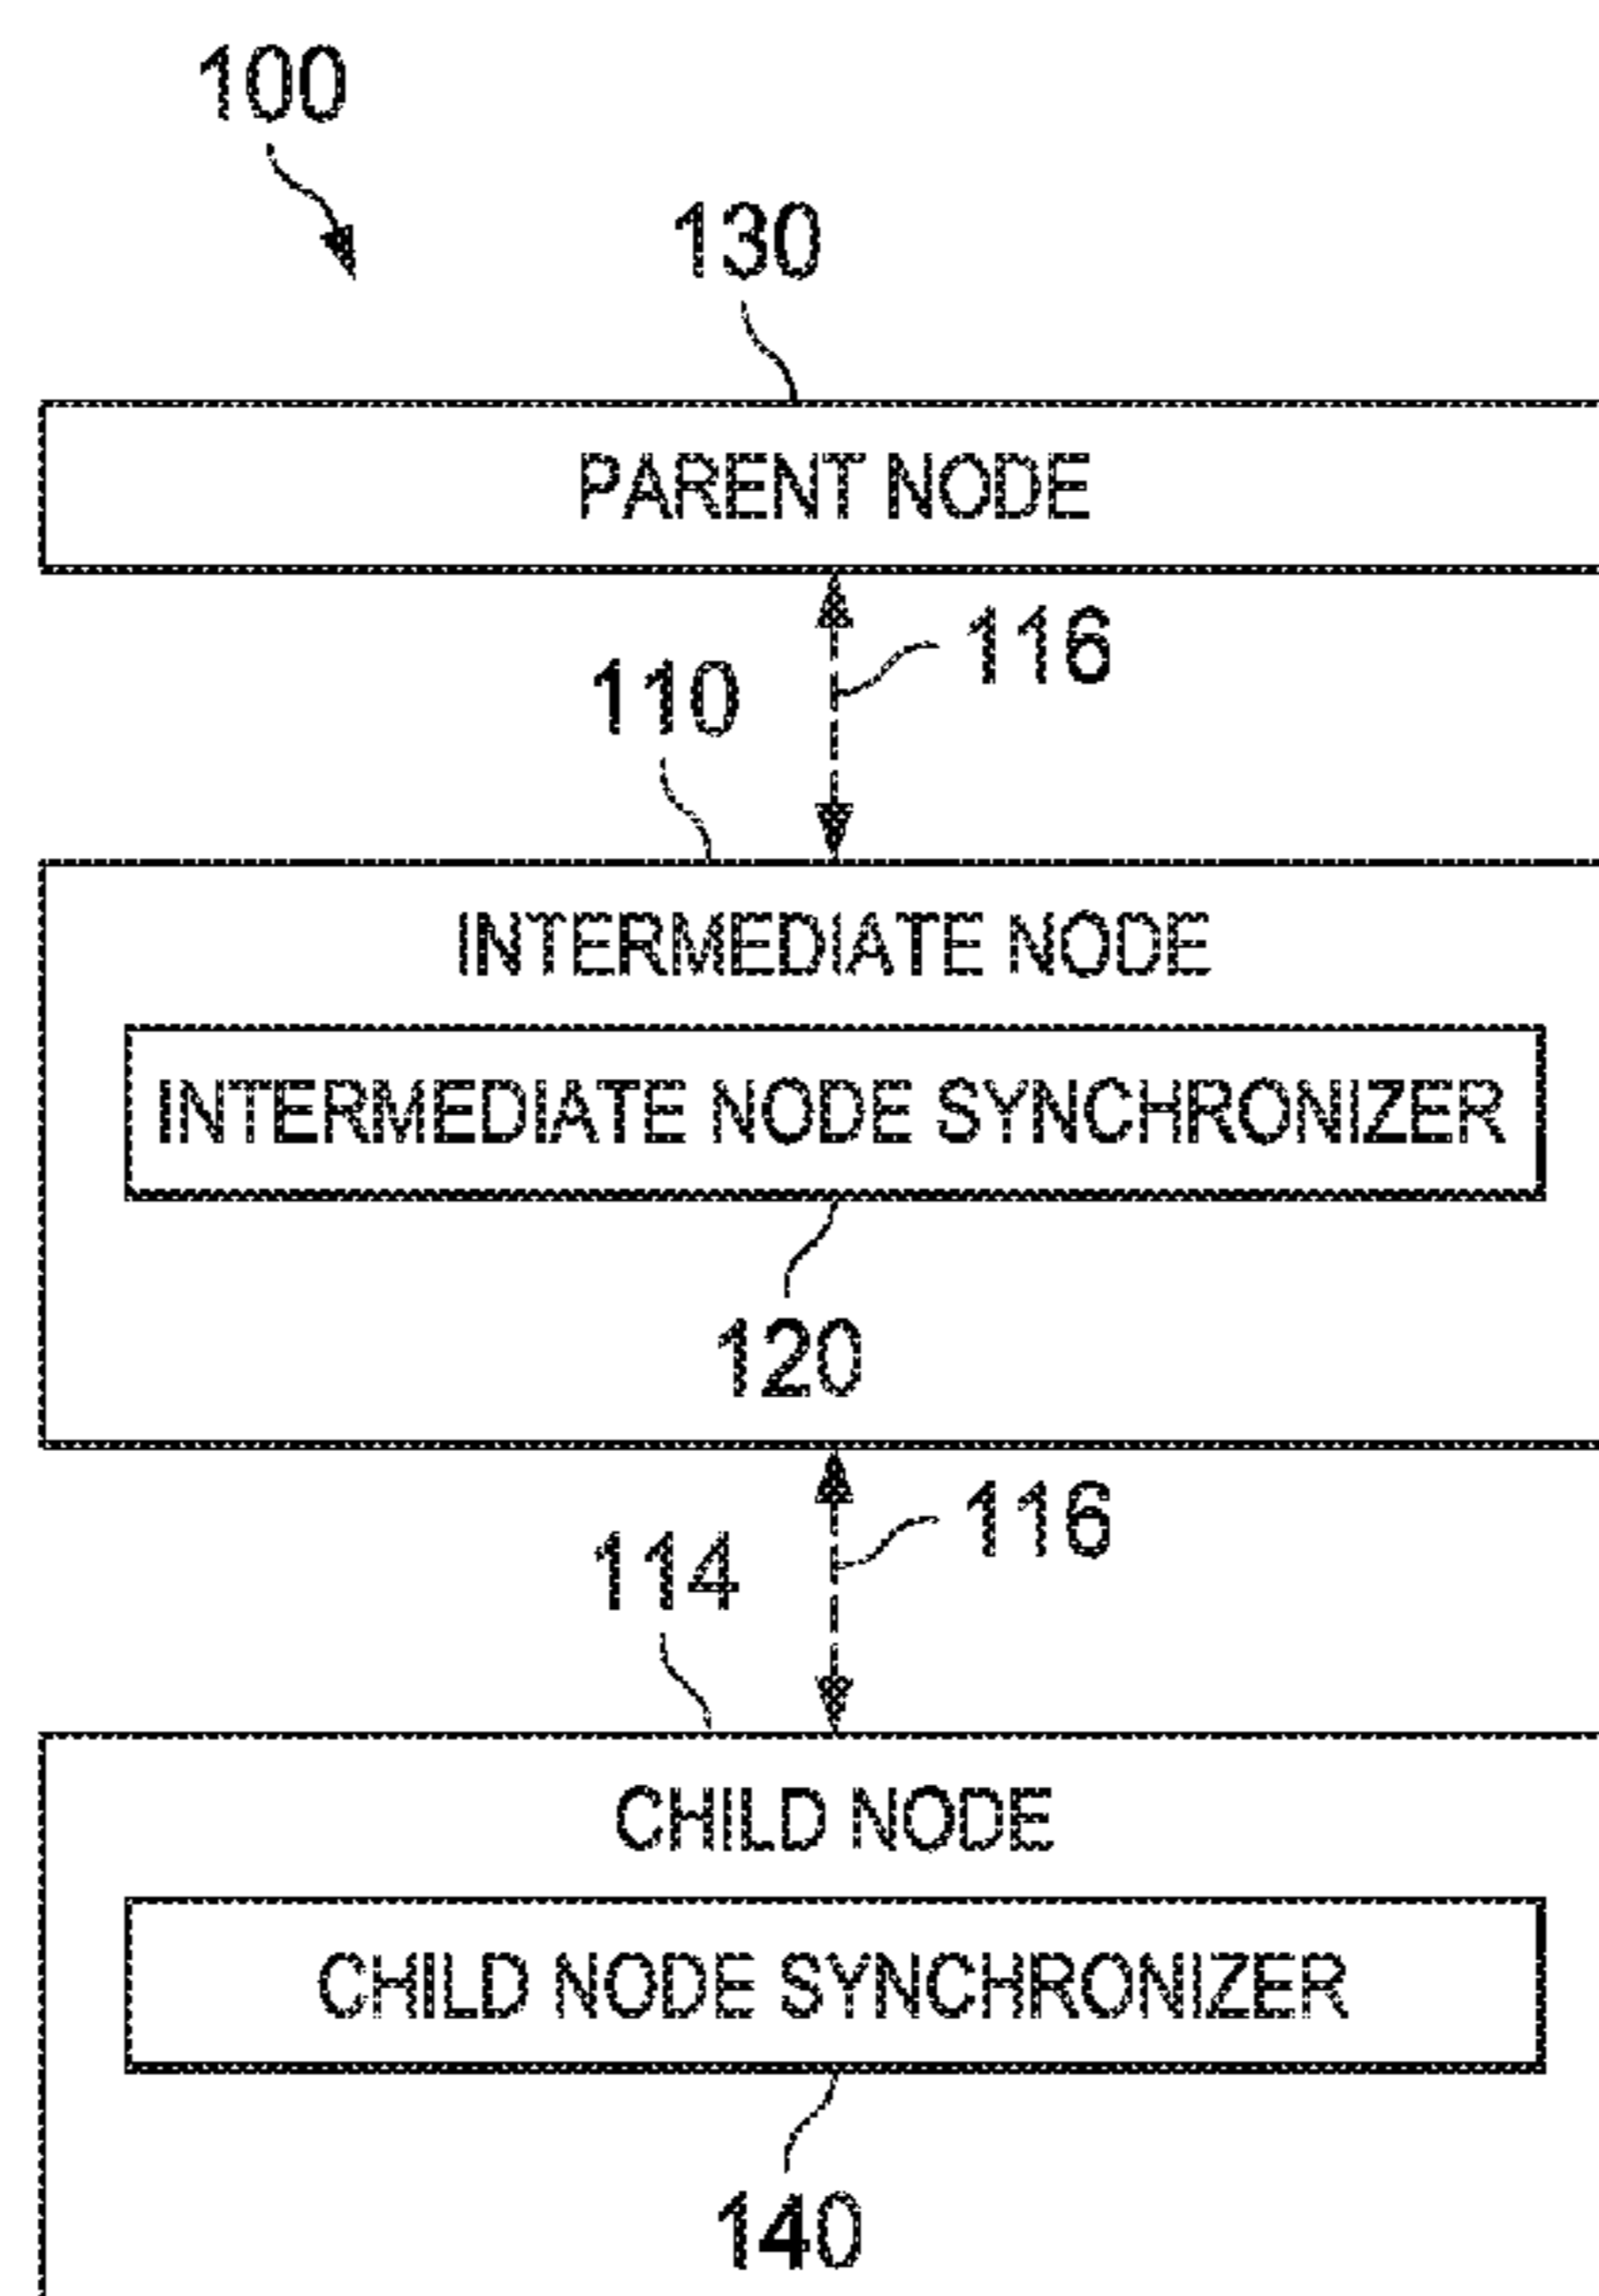 100
130
PARENT NODE
116
110
INTERMEDIATE NODE
INTERMEDIATE NODE SYNCHRONIZER
120
116
114
CHILD NODE
CHILD NODE SYNCHRONIZER
140